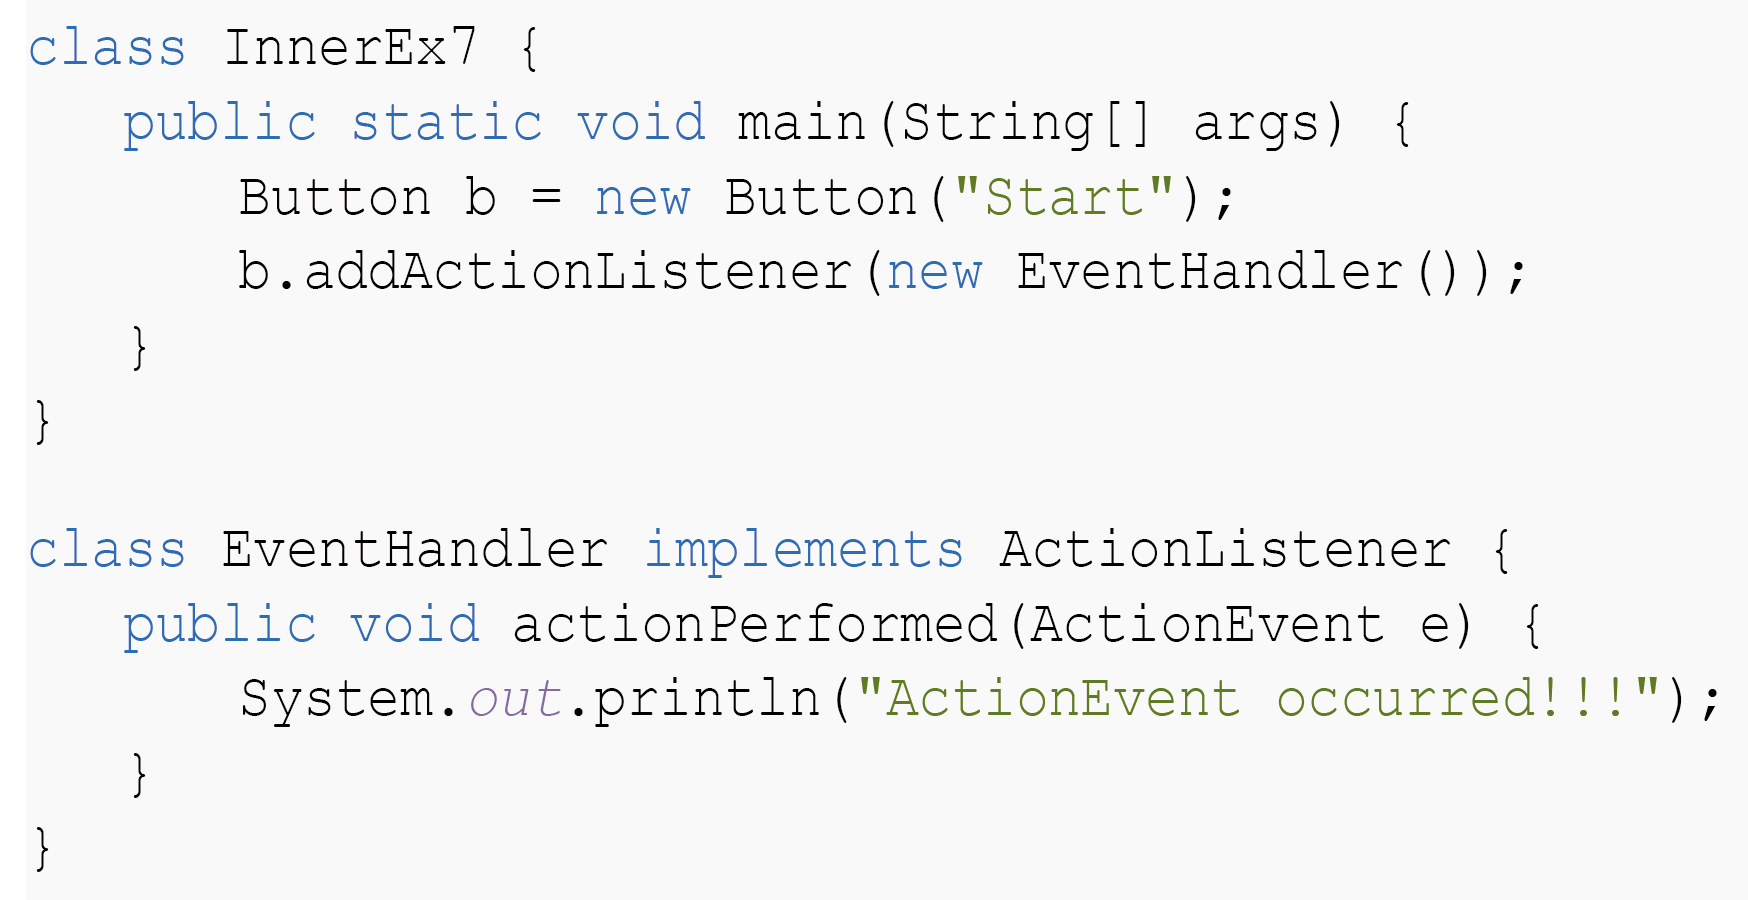 class InnerEx7 {
   public static void main(String[] args) {
      Button b = new Button("Start");
      b.addActionListener(new EventHandler());
   }
}

class EventHandler implements ActionListener {
   public void actionPerformed(ActionEvent e) {
      System.out.println("ActionEvent occurred!!!");
   }
}